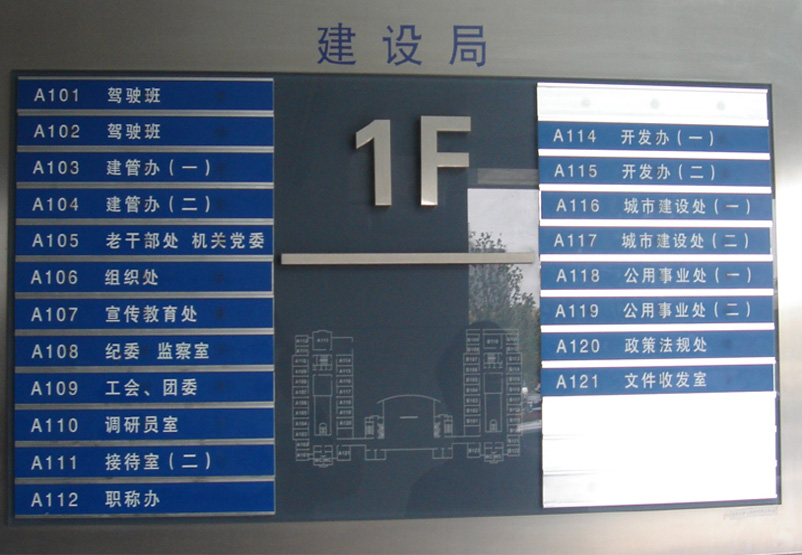 建设局
A101 驾驶班
A102 驾驶班
A103 建管办(一)
A104 建管办(二)
A105 老干部处 机关党委
A106 组织处
A107 宣传教育处
A108 纪委 监察室
A109 工会、团委
A110 调研员室
A111 接待室(二)
A112 职称办
1F
A114 开发办(一)
A115 开发办(二)
A116 城市建设处(一)
A117 城市建设处(二)
A118 公用事业处(一)
A119 公用事业处(二)
A120 政策法规处
A121 文件收发室